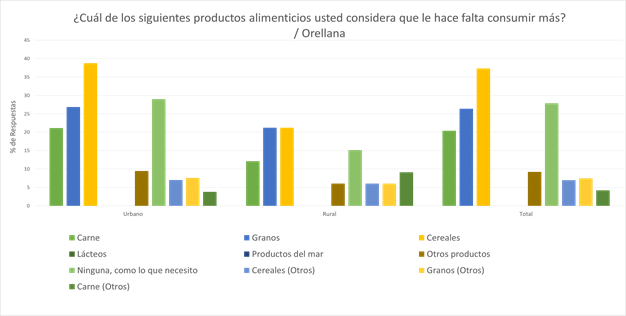 ¿Cuál de los siguientes productos alimenticios usted considera que le hace falta consumir más?
/ Orellana
45
40
35
30
25
20
15
10
5
0
% de Respuestas
Urbano Rural Total
Carne Granos Cereales
Lácteos Productos del mar Otros productos
Ninguna, como lo que necesito Cereales (Otros) Granos (Otros)
Carne (Otros)